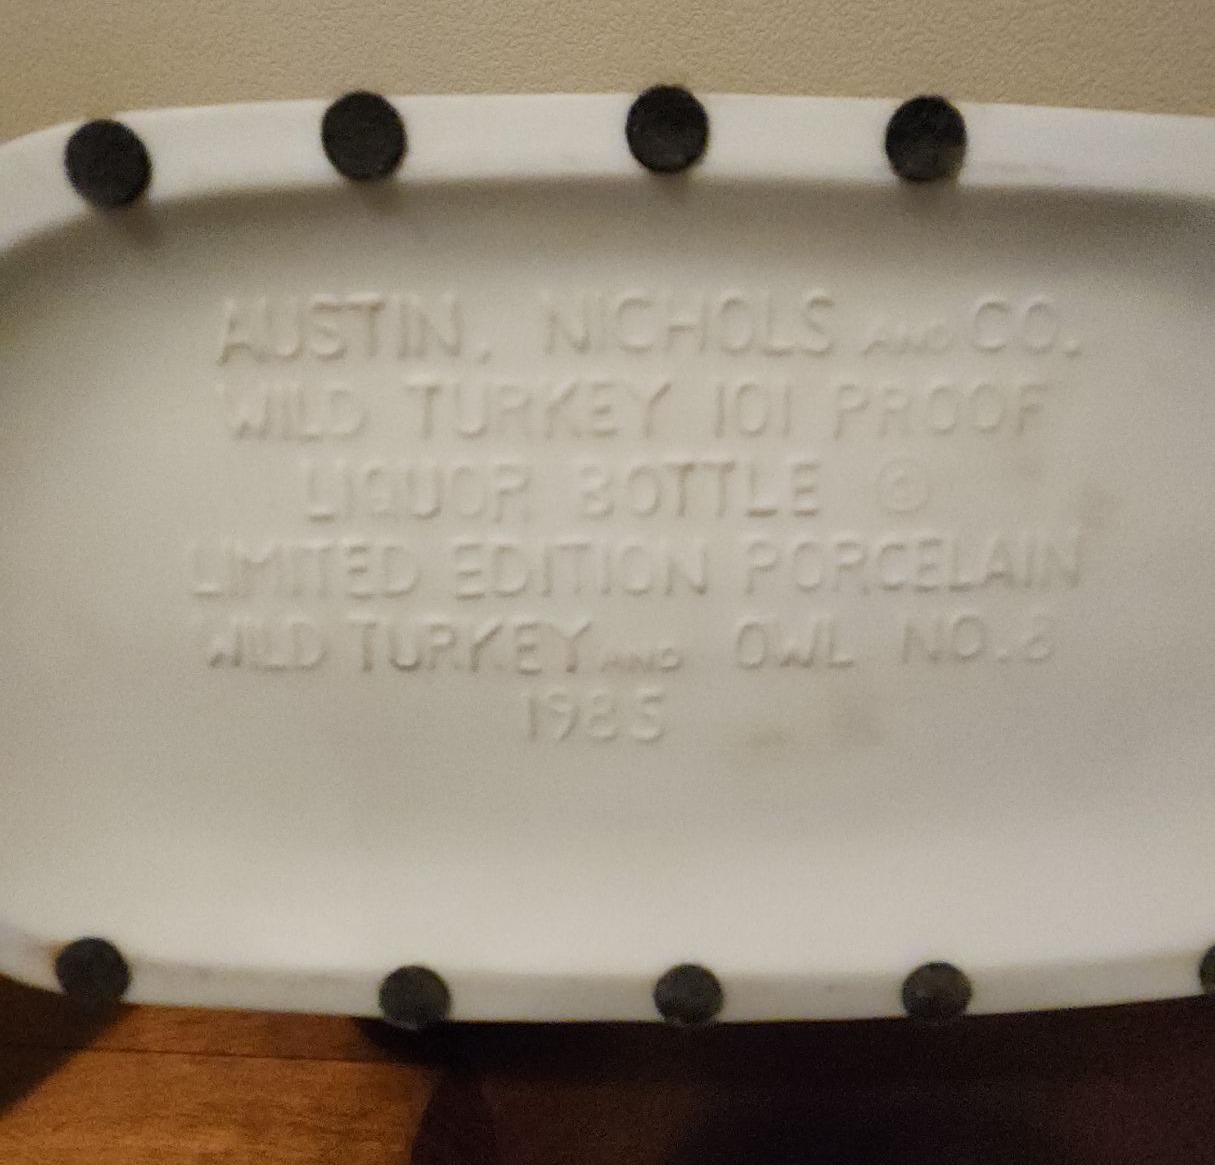 AUSTIN, NICHOLS AND CO.
WILD TURKEY 101 PROOF
LIQUOR BOTTLE ©
LIMITED EDITION PORCELAIN
WILD TURKEY AND OWL NO. 8
1985